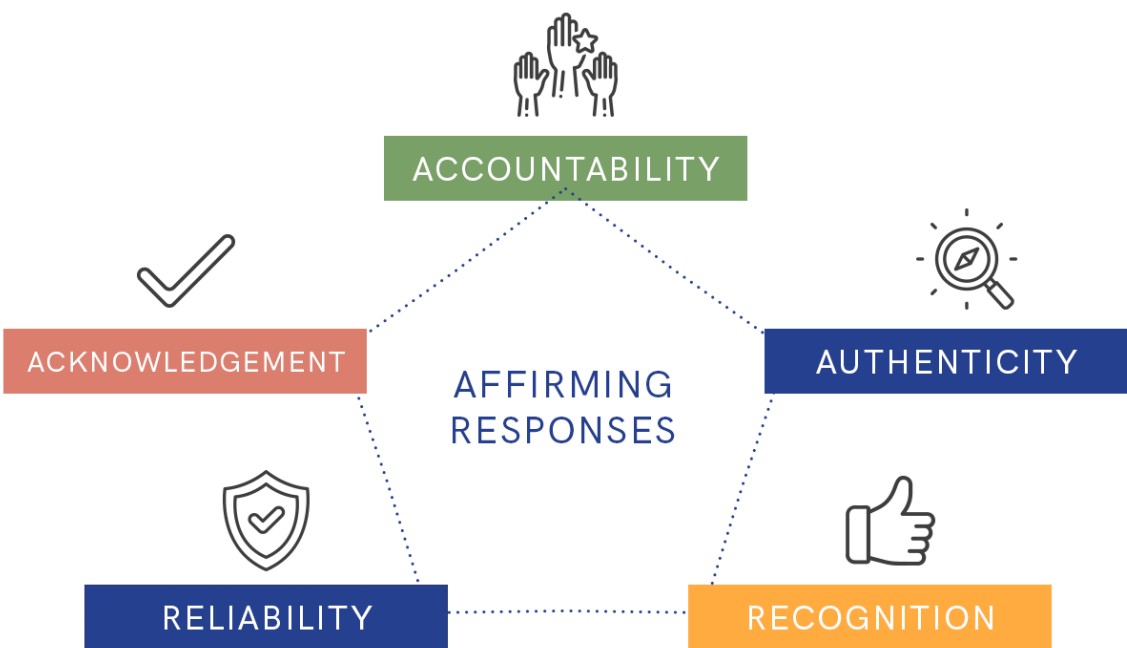 ACCOUNTABILITY
ACKNOWLEDGEMENT
AUTHENTICITY
AFFIRMING
RESPONSES
RELIABILITY
RECOGNITION